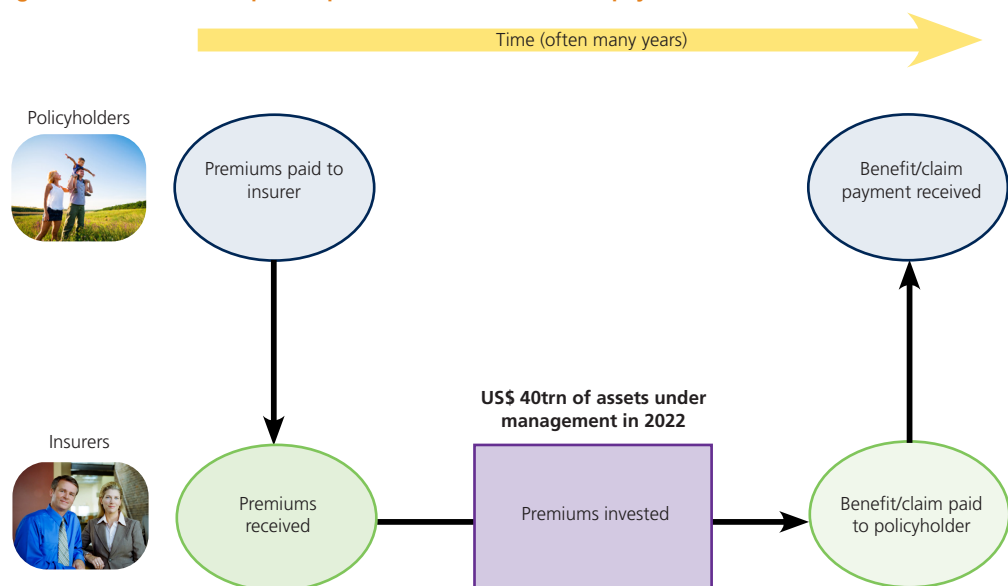 Time (often many years)
Policyholders
Premiums paid to
insurer
Benefit/claim
payment received
US$ 40trn of assets under
management in 2022
Insurers
Premiums
received
Premiums invested
Benefit/claim paid
to policyholder